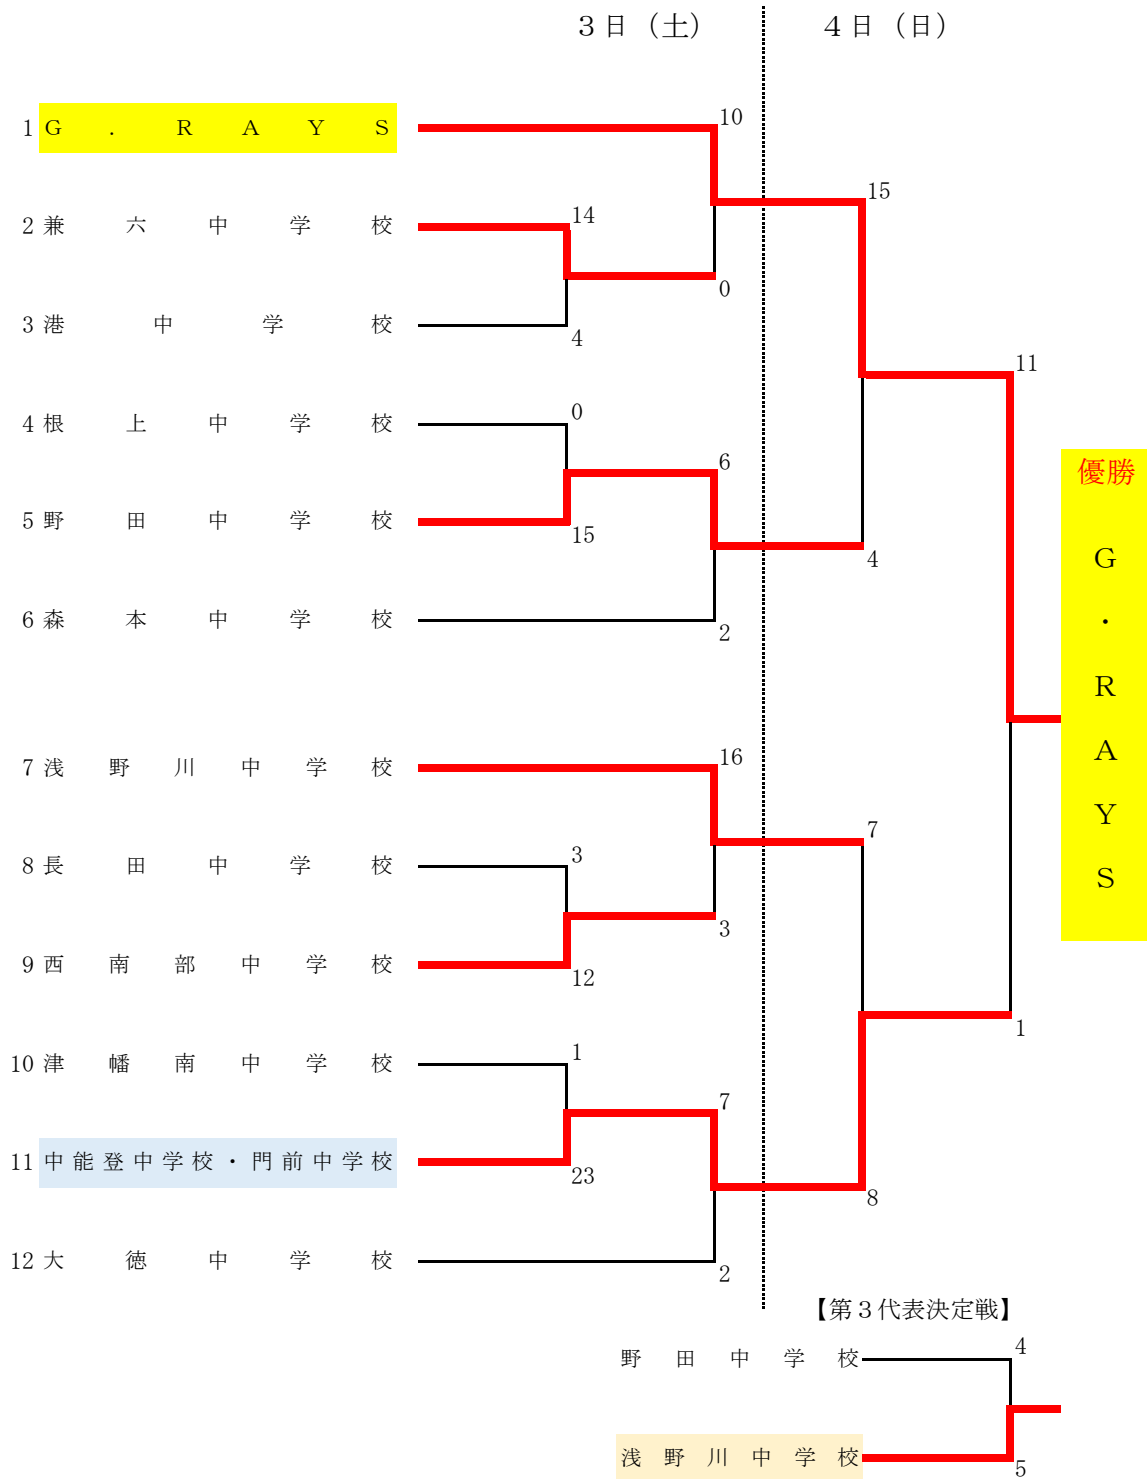 ３日（土） ４日（日）
10
1 Ｇ．ＲＡＹＳ
15
14
2 兼六中学校
0
3 港中学校
4
11
0
4 根上中学校
6
優勝
5 野田中学校
15
4
Ｇ・ＲＡＹＳ
6 森本中学校
2
16
7 浅野川中学校
7
3
8 長田中学校
3
9 西南部中学校
12
1
1
10 津幡南中学校
7
11 中能登中学校・門前中学校
23
8
12 大徳中学校
2
【第３代表決定戦】
4
野田中学校
浅野川中学校
5